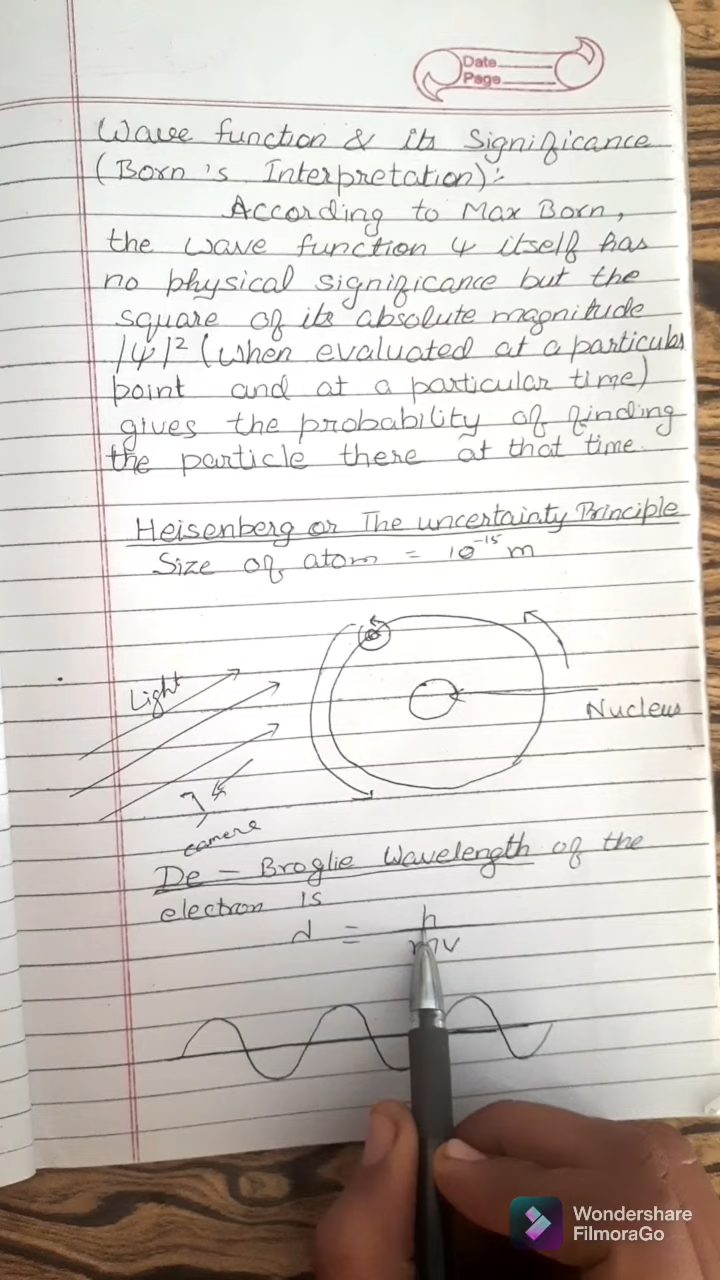 Date
Page
Wave function & its Significance
(Born's Interpretation):-
According to Max Born,
the wave function ψ itself has
no physical significance but the
square of its absolute magnitude
|ψ|² (when evaluated at a particular
point and at a particular time)
gives the probability of finding
the particle there at that time.
Heisenberg or The uncertainty Principle
Size of atom = 10⁻¹⁵ m
Light
Nucleus
camera
De - Broglie Wavelength of the
electron is
λ = h
mv
Wondershare
FilmoraGo